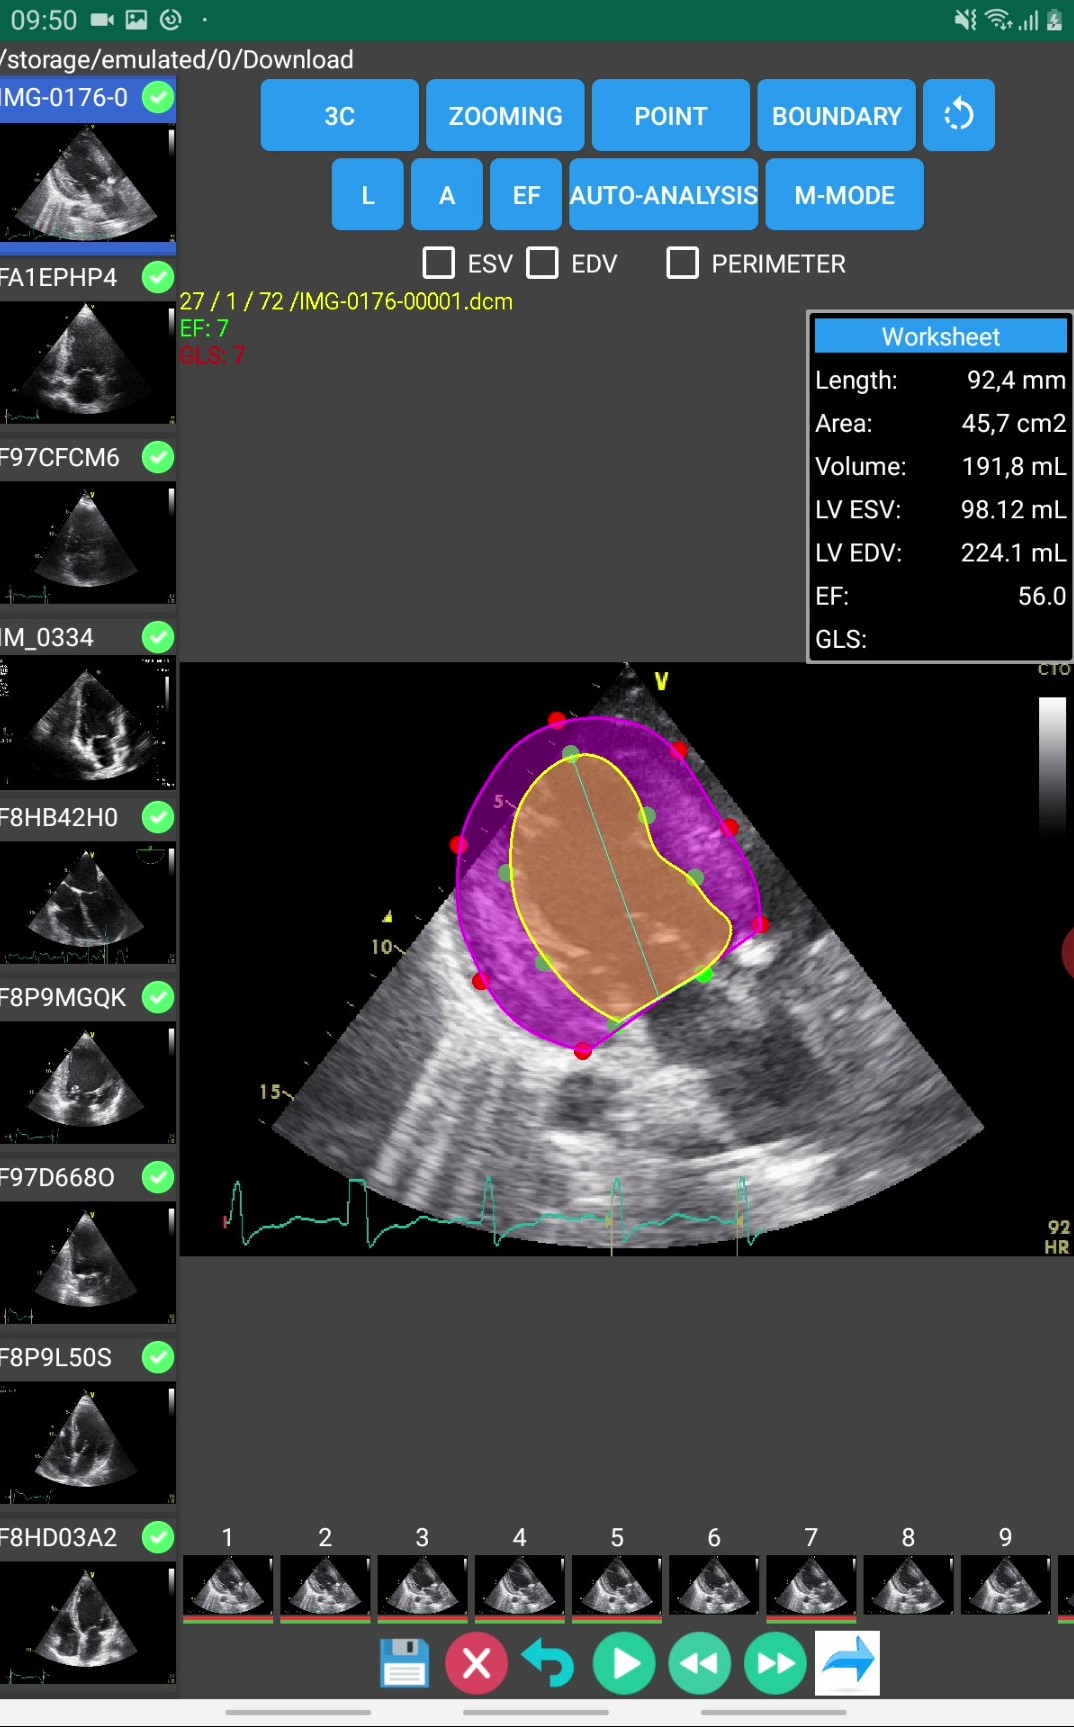 09:50
/storage/emulated/0/Download
IMG-0176-0
3C
ZOOMING
POINT
BOUNDARY
L
A
EF
AUTO-ANALYSIS
M-MODE
ESV
EDV
PERIMETER
FA1EPHP4
F97CFCM6
IM_0334
F8HB42H0
F8P9MGQK
F97D668O
F8P9L50S
F8HD03A2
27 / 1 / 72 /IMG-0176-00001.dcm
EF: 7
GLS: 7
Worksheet
Length: 92,4 mm
Area: 45,7 cm2
Volume: 191,8 mL
LV ESV: 98.12 mL
LV EDV: 224.1 mL
EF: 56.0
GLS:
CTO
V
5
10
15
92
HR
1 2 3 4 5 6 7 8 9